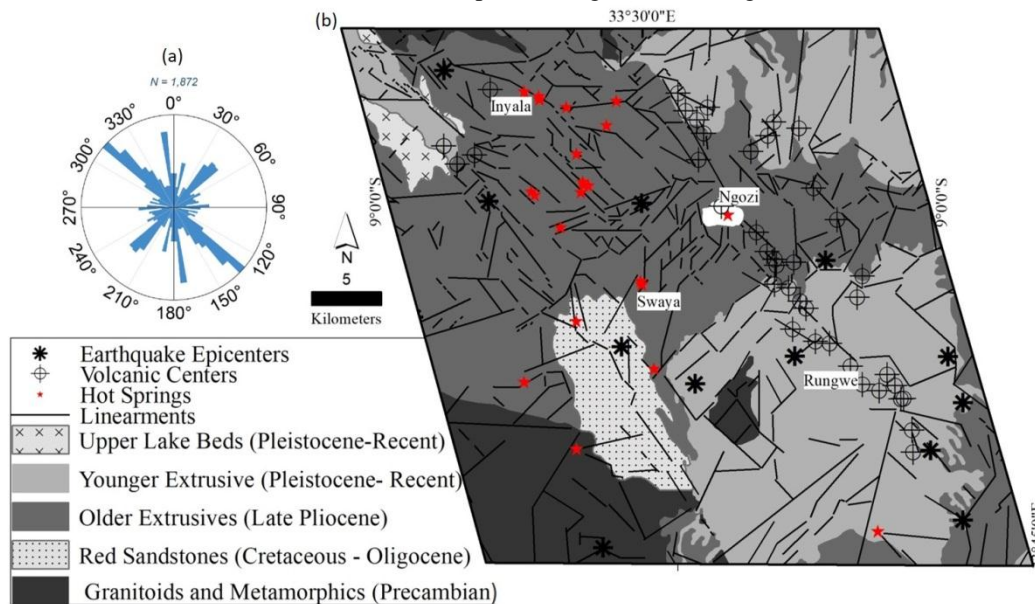 (b)
33°30'0"E
(a)
N = 1,872
0°
30°
60°
90°
120°
150°
180°
210°
240°
270°
300°
330°
N
5
Kilometers
9°0'0"S
9°0'0"S
Inyala
Ngozi
Swaya
Rungwe
Earthquake Epicenters
Volcanic Centers
Hot Springs
Linearments
Upper Lake Beds (Pleistocene-Recent)
Younger Extrusive (Pleistocene- Recent)
Older Extrusives (Late Pliocene)
Red Sandstones (Cretaceous - Oligocene)
Granitoids and Metamorphics (Precambian)